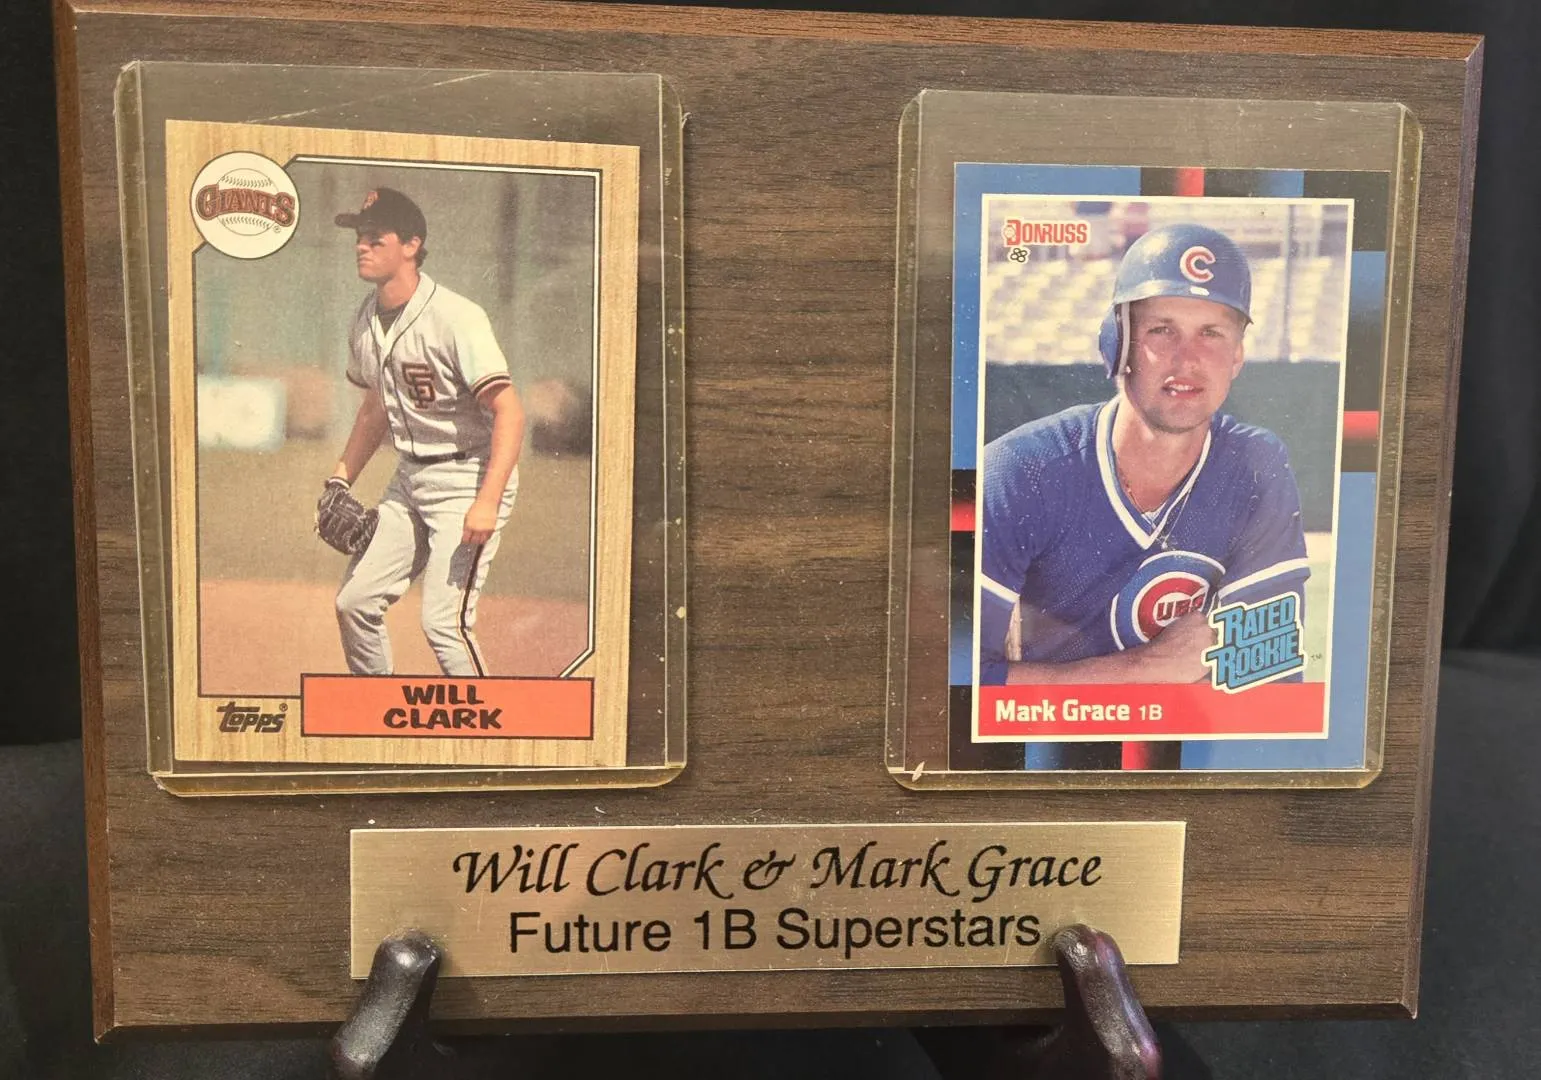 GIANTS
SF
WILL
CLARK
topps®
DONRUSS
88
C
CUBS
RATED
ROOKIE™
Mark Grace 1B
Will Clark & Mark Grace
Future 1B Superstars